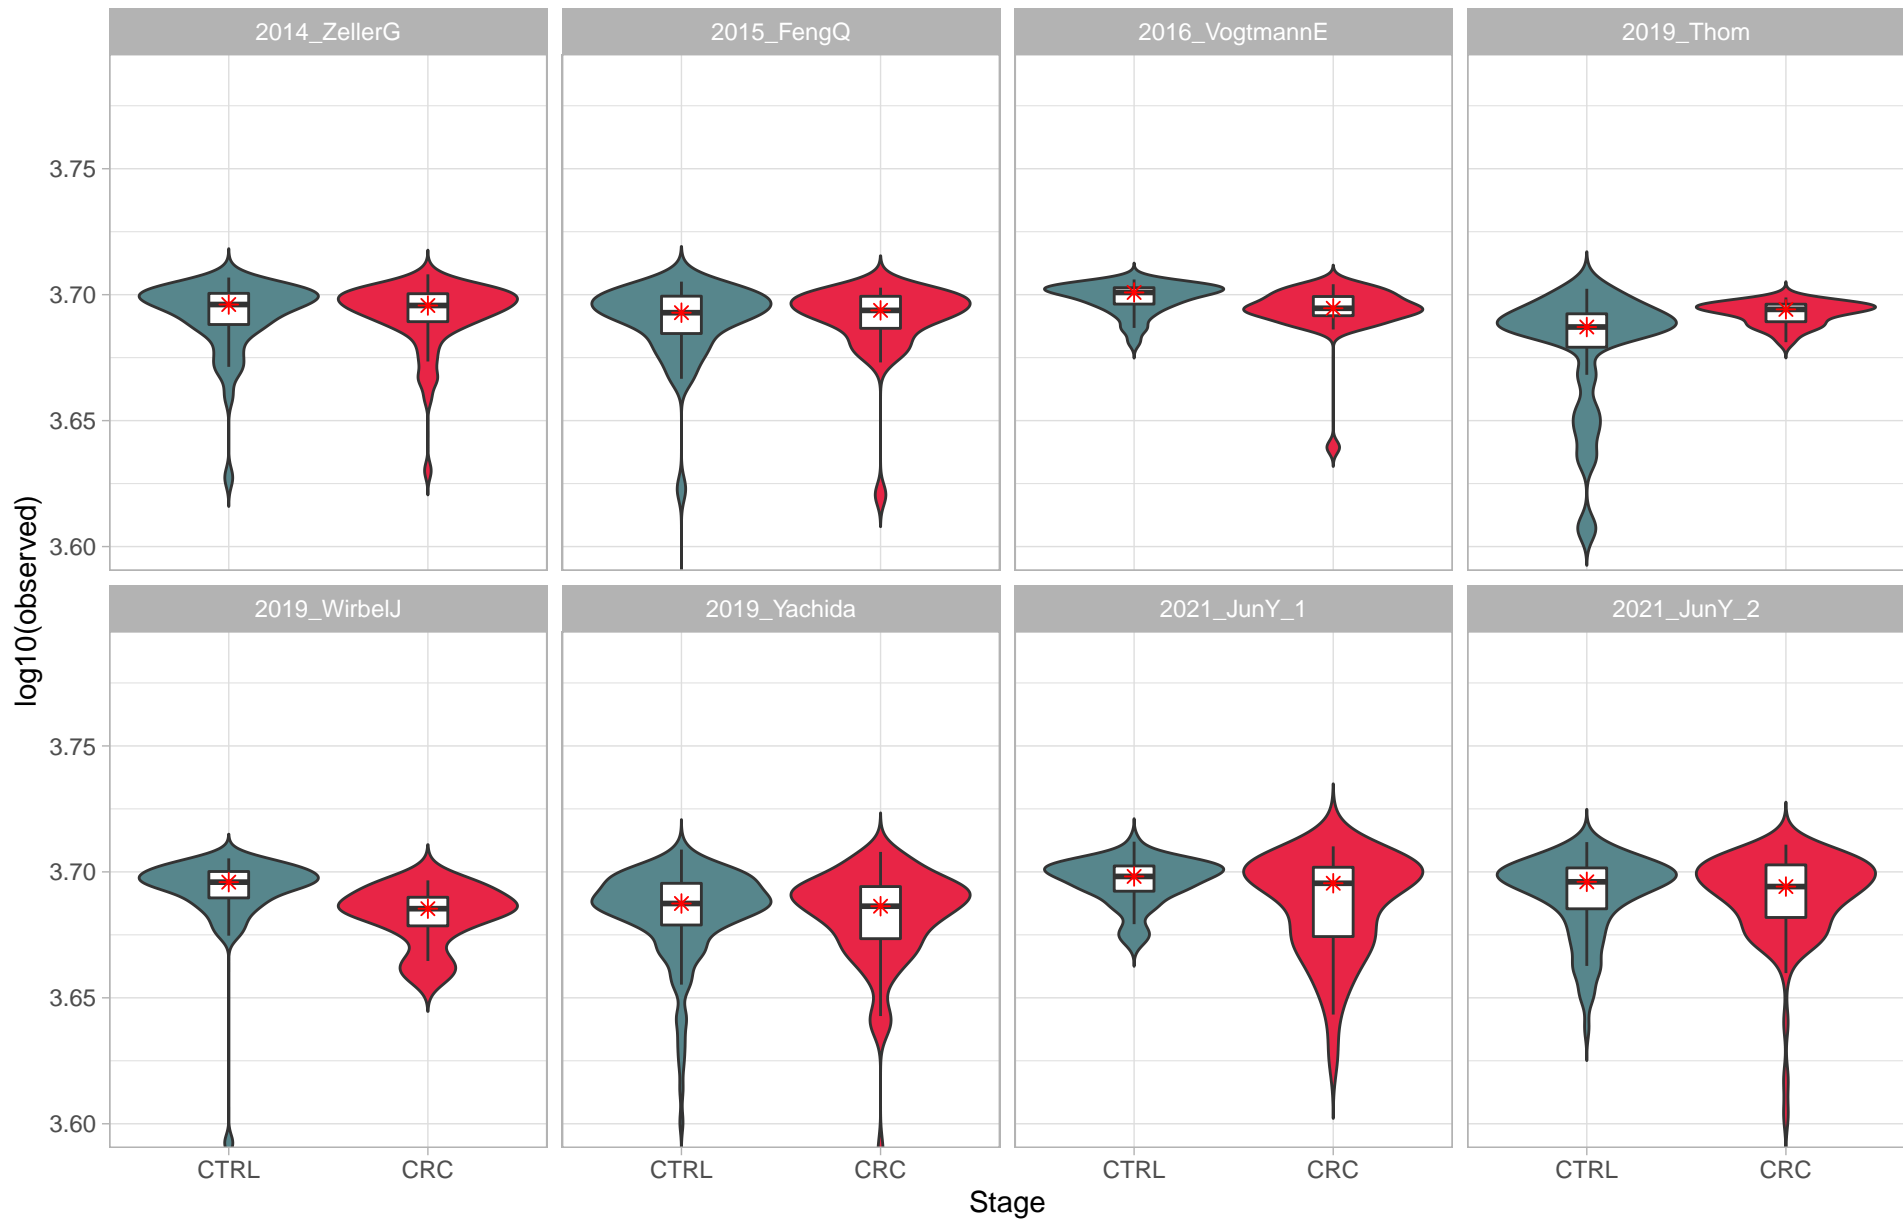 2014_ZellerG
2015_FengQ
2016_VogtmannE
2019_Thom
3.75
3.70
3.65
3.60
2019_WirbelJ
2019_Yachida
2021_JunY_1
2021_JunY_2
3.75
3.70
3.65
3.60
log10(observed)
CTRL
CRC
CTRL
CRC
CTRL
CRC
CTRL
CRC
Stage